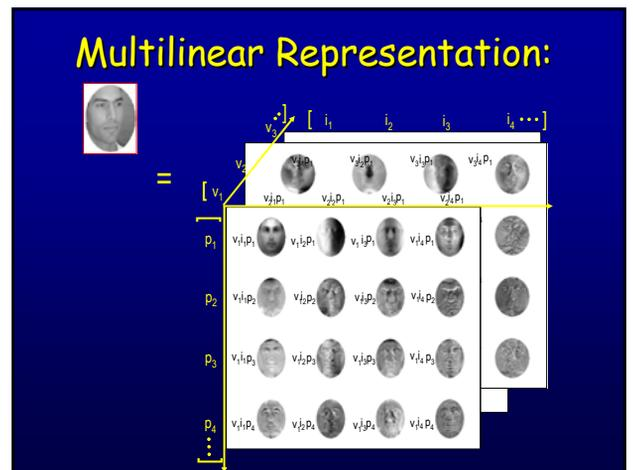 Multilinear Representation:
[ i₁ i₂ i₃ i₄ ••• ]
v₃ ••• ]
v₂
v₃i₁p₁ v₃i₂p₁ v₃i₃p₁ v₃i₄p₁
=
[ v₁
v₂i₁p₁ v₂i₂p₁ v₂i₃p₁ v₂i₄p₁
p₁ v₁i₁p₁ v₁i₂p₁ v₁i₃p₁ v₁i₄p₁
p₂ v₁i₁p₂ v₁i₂p₂ v₁i₃p₂ v₁i₄p₂
p₃ v₁i₁p₃ v₁i₂p₃ v₁i₃p₃ v₁i₄p₃
p₄ v₁i₁p₄ v₁i₂p₄ v₁i₃p₄ v₁i₄p₄